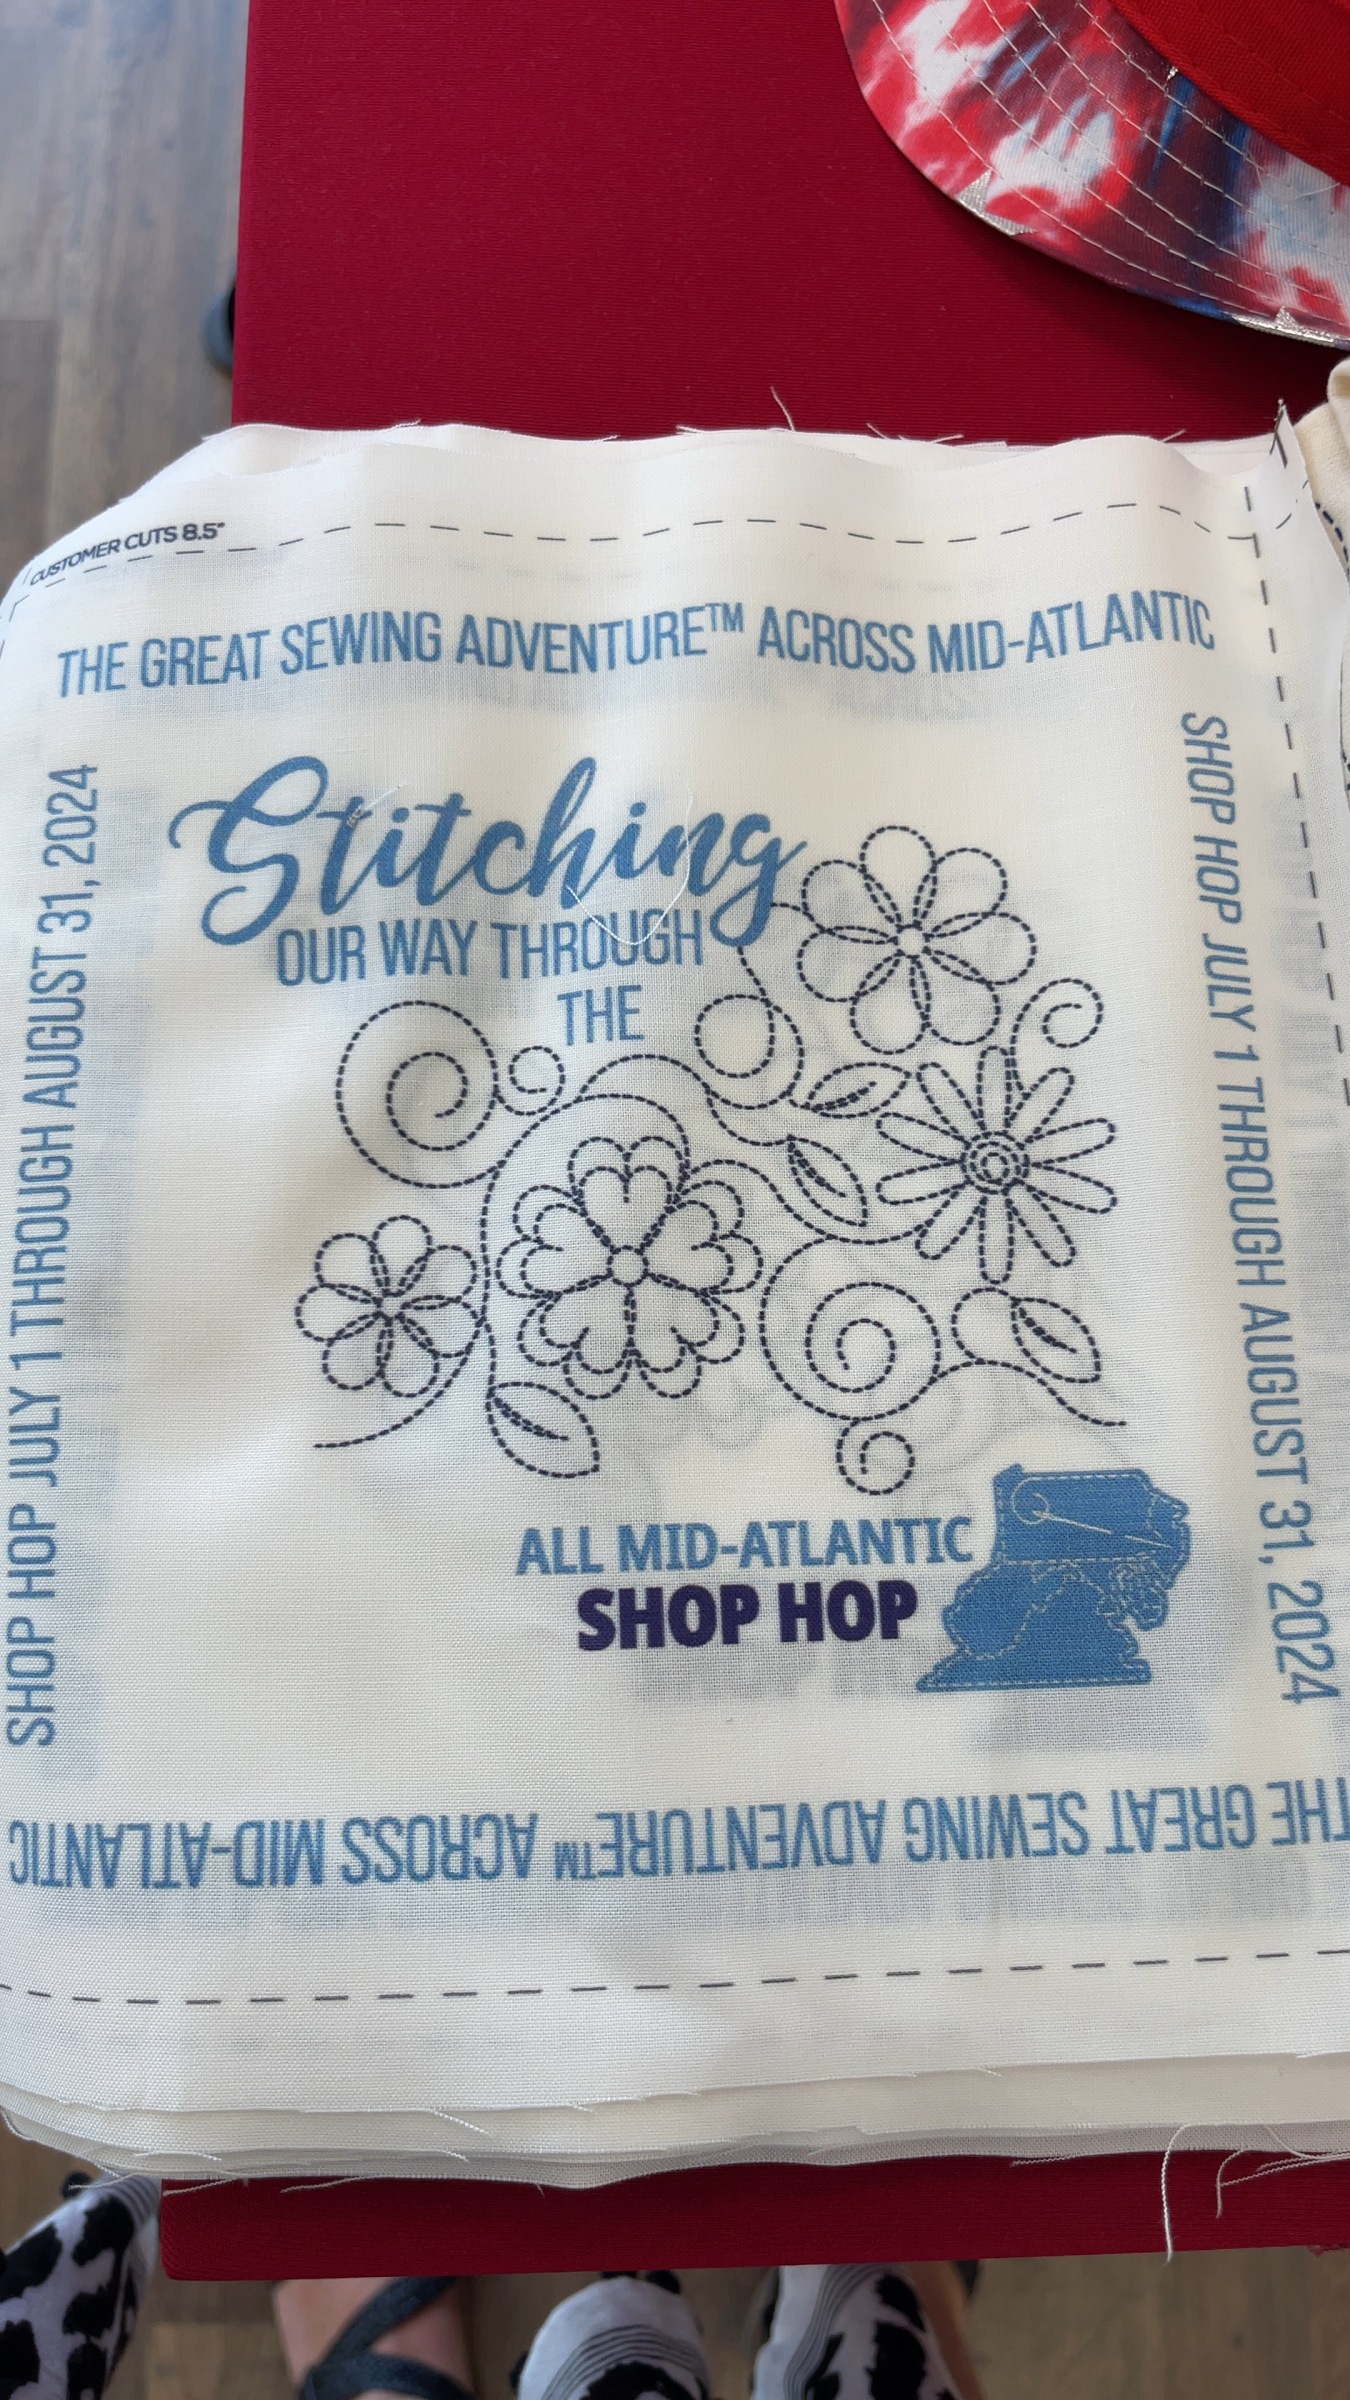 CUSTOMER CUTS 8.5"
THE GREAT SEWING ADVENTURE™ ACROSS MID-ATLANTIC
SHOP HOP JULY 1 THROUGH AUGUST 31, 2024
Stitching
OUR WAY THROUGH
THE
ALL MID-ATLANTIC
SHOP HOP
SHOP HOP JULY 1 THROUGH AUGUST 31, 2024
THE GREAT SEWING ADVENTURE™ ACROSS MID-ATLANTIC